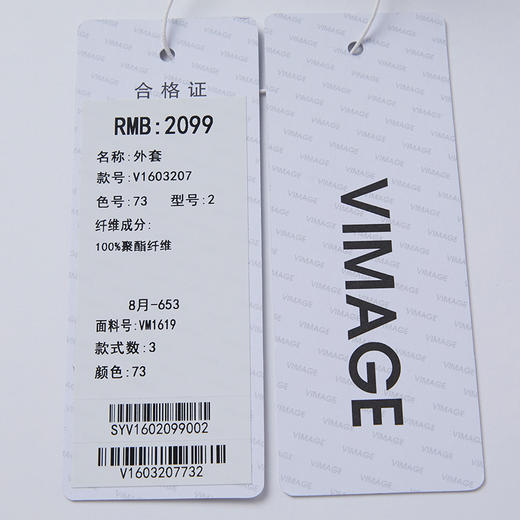 合格证
RMB:2099
名称:外套
款号:V1603207
色号:73 型号:2
纤维成分:
100%聚酯纤维
8月-653
面料号:VM1619
款式数:3
颜色:73
SYV1602099002
V1603207732
VIMAGE